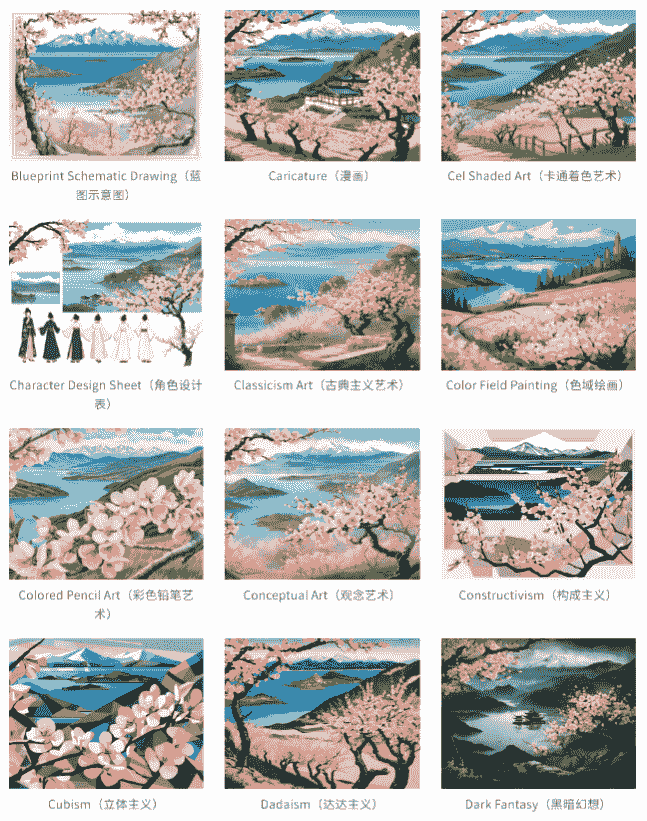 Blueprint Schematic Drawing（蓝
图示意图）
Caricature（漫画）
Cel Shaded Art（卡通着色艺术）
Character Design Sheet（角色设计
表）
Classicism Art（古典主义艺术）
Color Field Painting（色域绘画）
Colored Pencil Art（彩色铅笔艺
术）
Conceptual Art（观念艺术）
Constructivism（构成主义）
Cubism（立体主义）
Dadaism（达达主义）
Dark Fantasy（黑暗幻想）